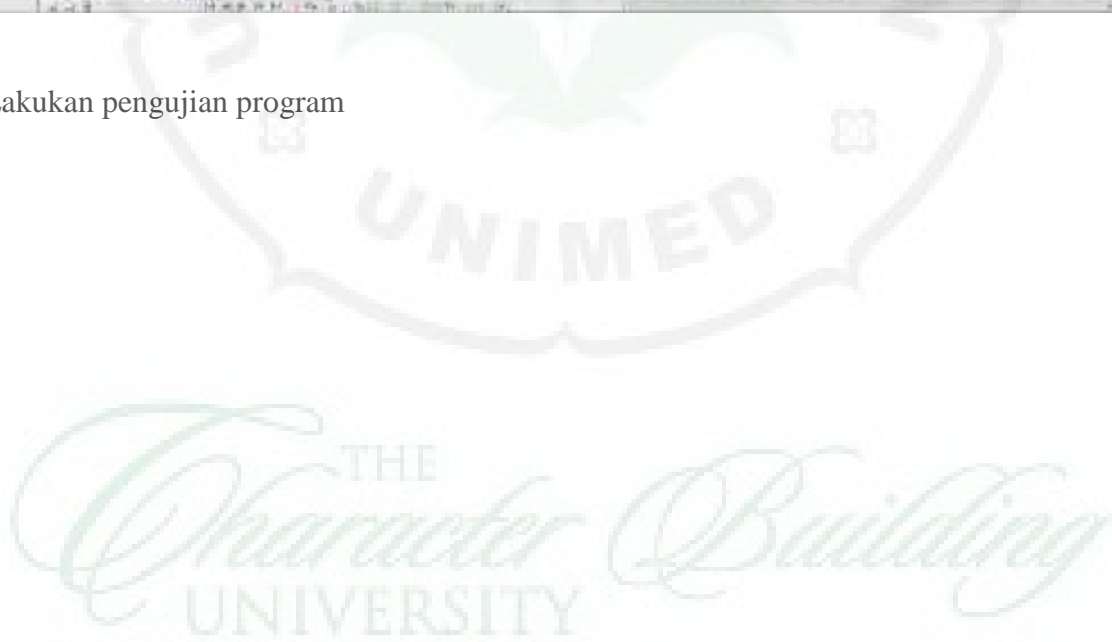 akukan pengujian program
UNIMED
THE
Character Building
UNIVERSITY